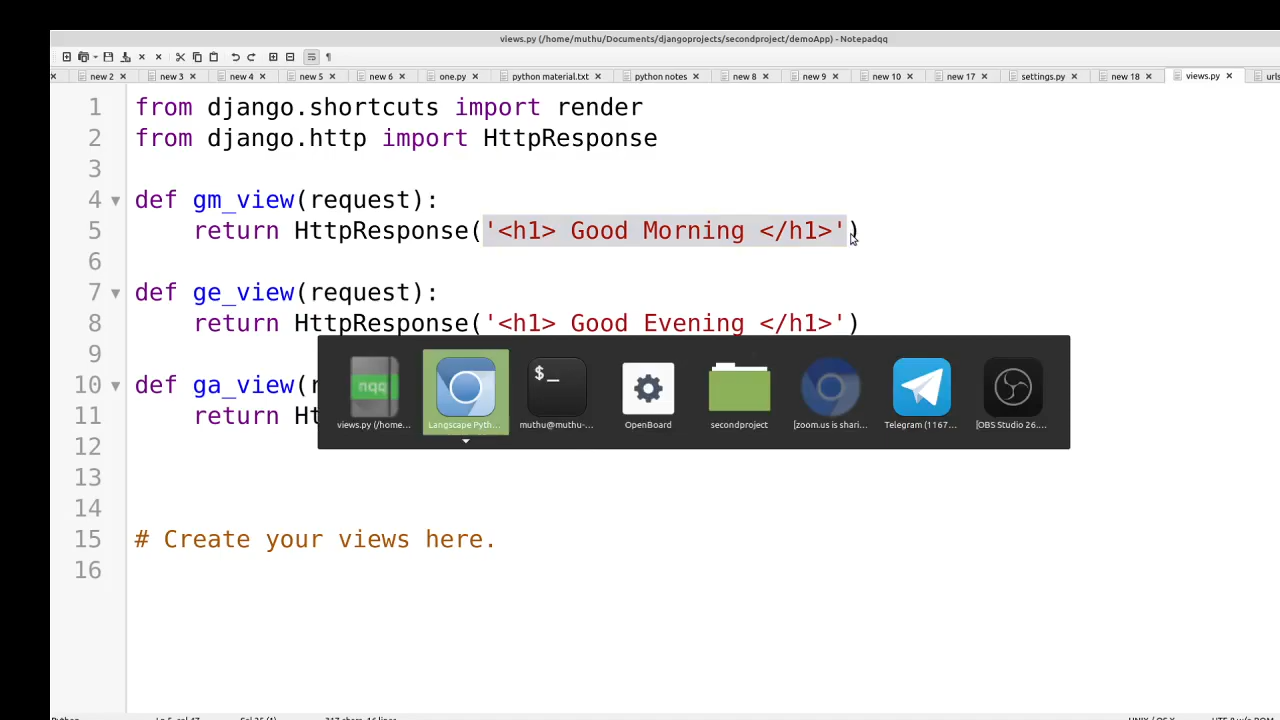 views.py (/home/muthu/Documents/djangoprojects/secondproject/demoApp) - Notepadqq
new 2 new 3 new 4 new 5 new 6 one.py python material.txt python notes new 8 new 9 new 10 new 17 settings.py new 18 views.py
1 from django.shortcuts import render
2 from django.http import HttpResponse
3
4 def gm_view(request):
5 return HttpResponse('<h1> Good Morning </h1>')
6
7 def ge_view(request):
8 return HttpResponse('<h1> Good Evening </h1>')
9
10 def ga_view(r
11 return Ht
nqq
$_
views.py (/home... Langscape Pyth... muthu@muthu-... OpenBoard secondproject [zoom.us is shari... Telegram (1167... [OBS Studio 26....
12
13
14
15 # Create your views here.
16